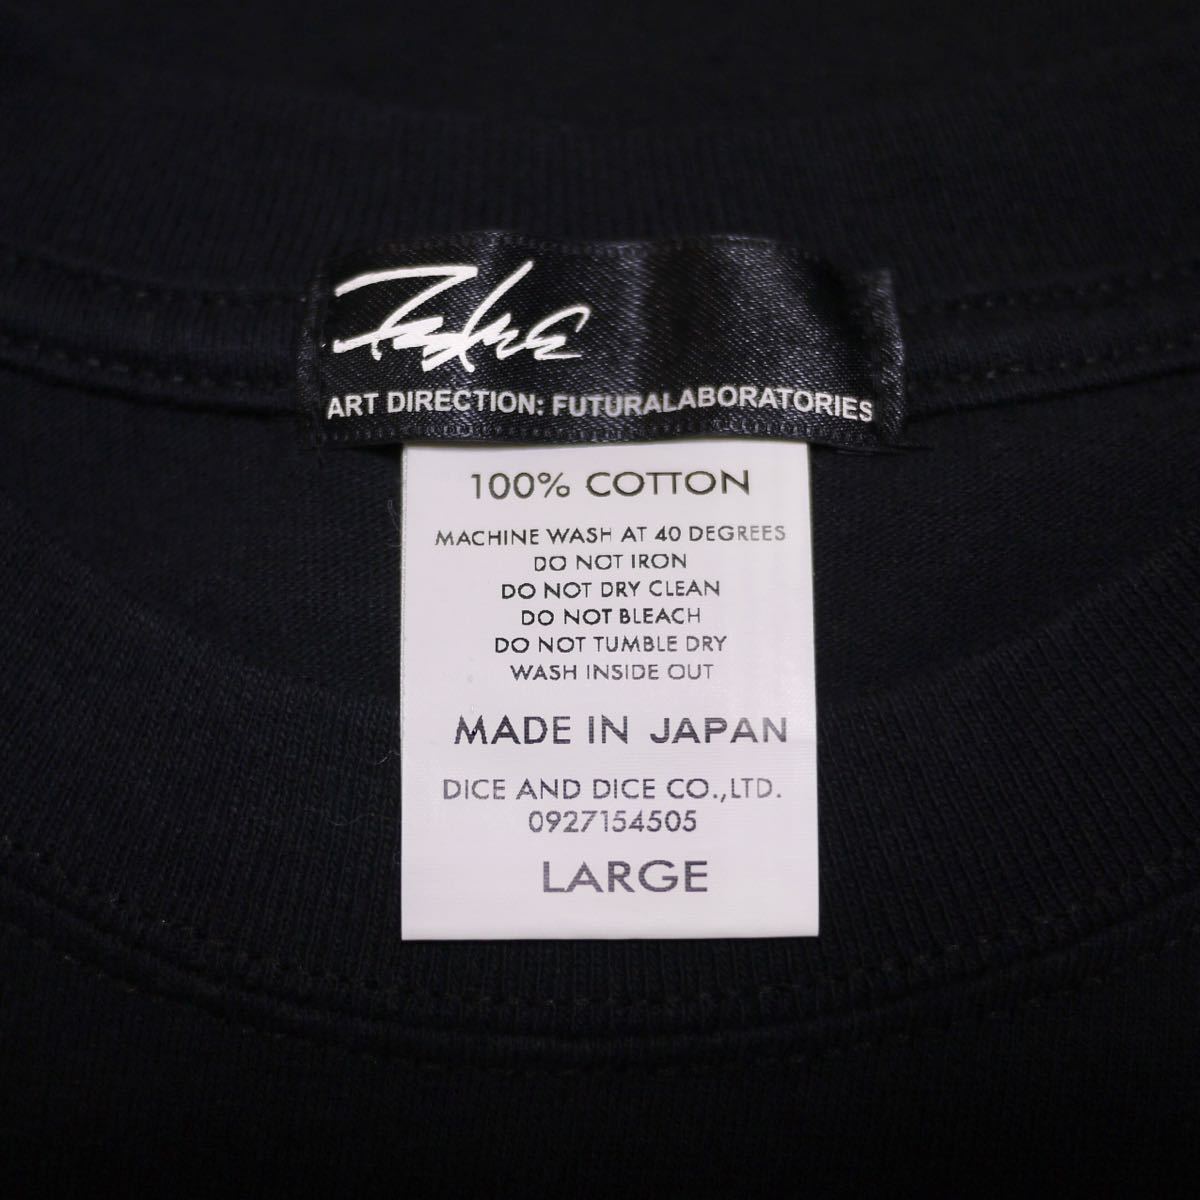 ART DIRECTION: FUTURALABORATORIES
100% COTTON
MACHINE WASH AT 40 DEGREES
DO NOT IRON
DO NOT DRY CLEAN
DO NOT BLEACH
DO NOT TUMBLE DRY
WASH INSIDE OUT
MADE IN JAPAN
DICE AND DICE CO.,LTD.
0927154505
LARGE